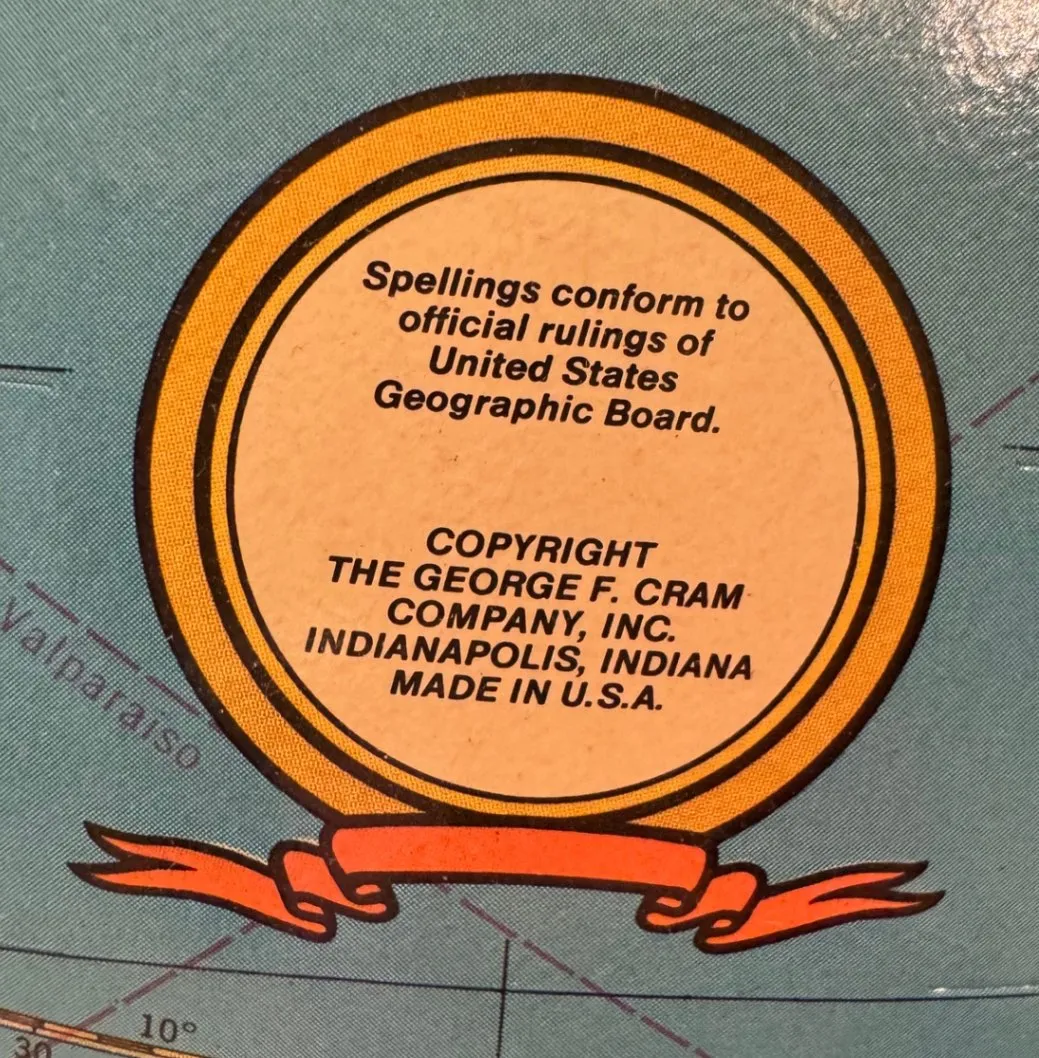 Spellings conform to
official rulings of
United States
Geographic Board.
COPYRIGHT
THE GEORGE F. CRAM
COMPANY, INC.
INDIANAPOLIS, INDIANA
MADE IN U.S.A.
Valparaiso
10°
30